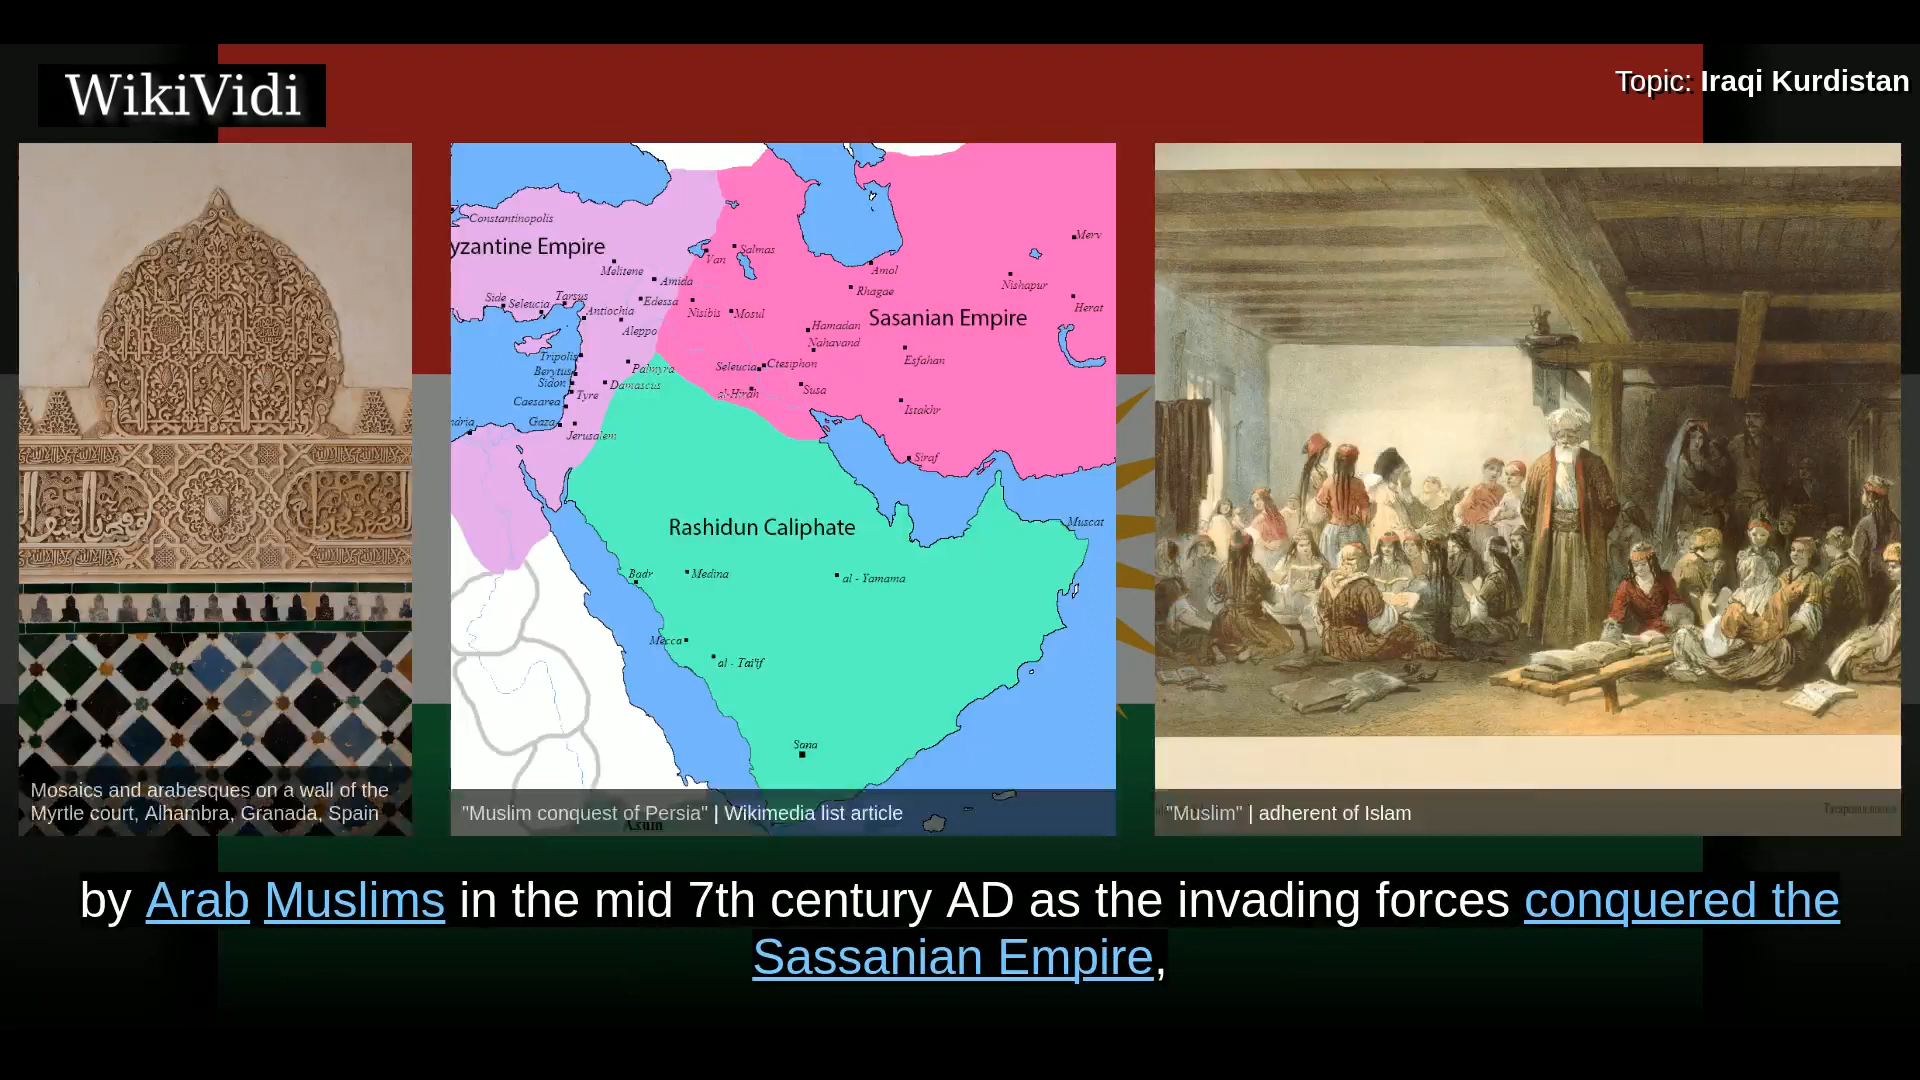 WikiVidi
Topic: Iraqi Kurdistan
Mosaics and arabesques on a wall of the
Myrtle court, Alhambra, Granada, Spain
Constantinopolis
yzantine Empire
Melitene
Amida
Van
Salmas
Side
Seleucia
Tarsus
Antiochia
Edessa
Nisibis
Mosul
Aleppo
Amol
Rhagae
Merv
Nishapur
Herat
Sasanian Empire
Hamadan
Nahavand
Esfahan
Tripolis
Berytus
Sidon
Palmyra
Damascus
Seleucia
Ctesiphon
al-Hirah
Susa
Istakhr
Caesarea
Tyre
Gaza
Jerusalem
Siraf
Muscat
Rashidun Caliphate
Badr
Medina
al - Yamama
Mecca
al - Tai'if
Sana
"Muslim conquest of Persia" | Wikimedia list article
"Muslim" | adherent of Islam
by Arab Muslims in the mid 7th century AD as the invading forces conquered the
Sassanian Empire,